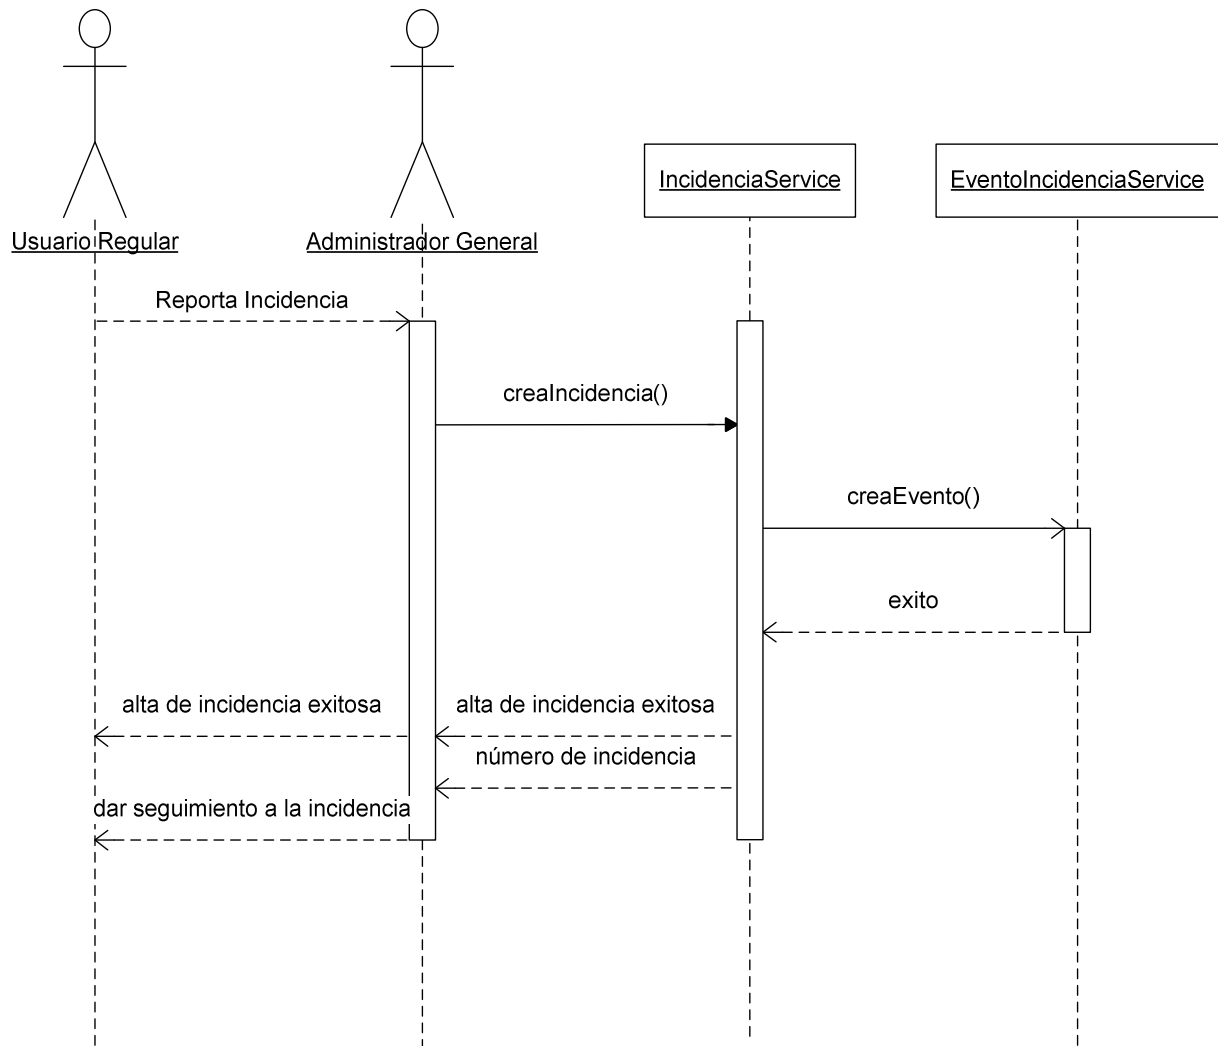 IncidenciaService
EventoIncidenciaService
Usuario Regular
Administrador General
Reporta Incidencia
creaIncidencia()
creaEvento()
exito
alta de incidencia exitosa
alta de incidencia exitosa
número de incidencia
dar seguimiento a la incidencia